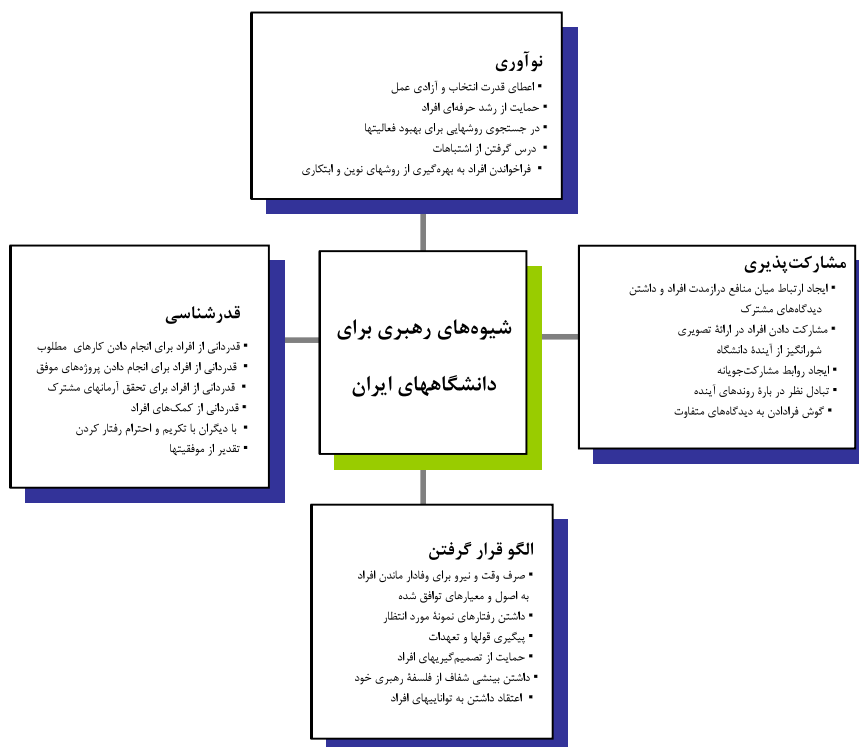 نوآوری
▪ اعطای قدرت انتخاب و آزادی عمل
▪ حمایت از رشد حرفه‌ای افراد
▪ در جستجوی روشهایی برای بهبود فعالیتها
▪ درس گرفتن از اشتباهات
▪ فراخواندن افراد به بهره‌گیری از روشهای نوین و ابتکاری
مشارکت‌پذیری
▪ ایجاد ارتباط میان منافع درازمدت افراد و داشتن
دیدگاه‌های مشترک
▪ مشارکت دادن افراد در ارائهٔ تصویری
شورانگیز از آیندهٔ دانشگاه
▪ ایجاد روابط مشارکت‌جویانه
▪ تبادل نظر در بارهٔ روندهای آینده
▪ گوش فرادادن به دیدگاه‌های متفاوت
شیوه‌های رهبری برای
دانشگاههای ایران
قدرشناسی
▪ قدردانی از افراد برای انجام دادن کارهای مطلوب
▪ قدردانی از افراد برای انجام دادن پروژه‌های موفق
▪ قدردانی از افراد برای تحقق آرمانهای مشترک
▪ قدردانی از کمک‌های افراد
▪ با دیگران با تکریم و احترام رفتار کردن
▪ تقدیر از موفقیتها
الگو قرار گرفتن
▪ صرف وقت و نیرو برای وفادار ماندن افراد
به اصول و معیارهای توافق شده
▪ داشتن رفتارهای نمونهٔ مورد انتظار
▪ پیگیری قولها و تعهدات
▪ حمایت از تصمیم‌گیریهای افراد
▪ داشتن بینشی شفاف از فلسفهٔ رهبری خود
▪ اعتقاد داشتن به تواناییهای افراد